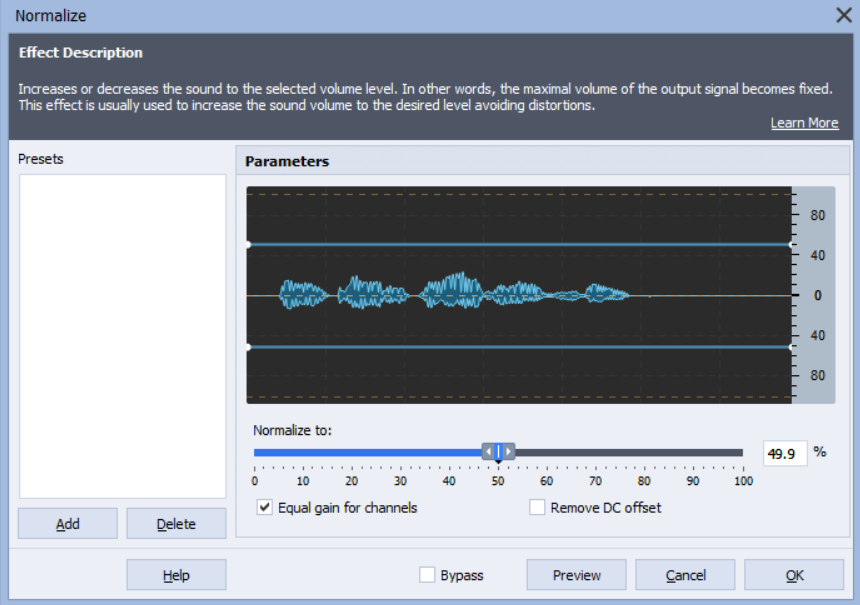 Normalize
Effect Description
Increases or decreases the sound to the selected volume level. In other words, the maximal volume of the output signal becomes fixed.
This effect is usually used to increase the sound volume to the desired level avoiding distortions.
Learn More
Presets
Parameters
80
40
0
40
80
Normalize to:
49.9 %
0 10 20 30 40 50 60 70 80 90 100
Equal gain for channels Remove DC offset
Add Delete
Help Bypass Preview Cancel OK